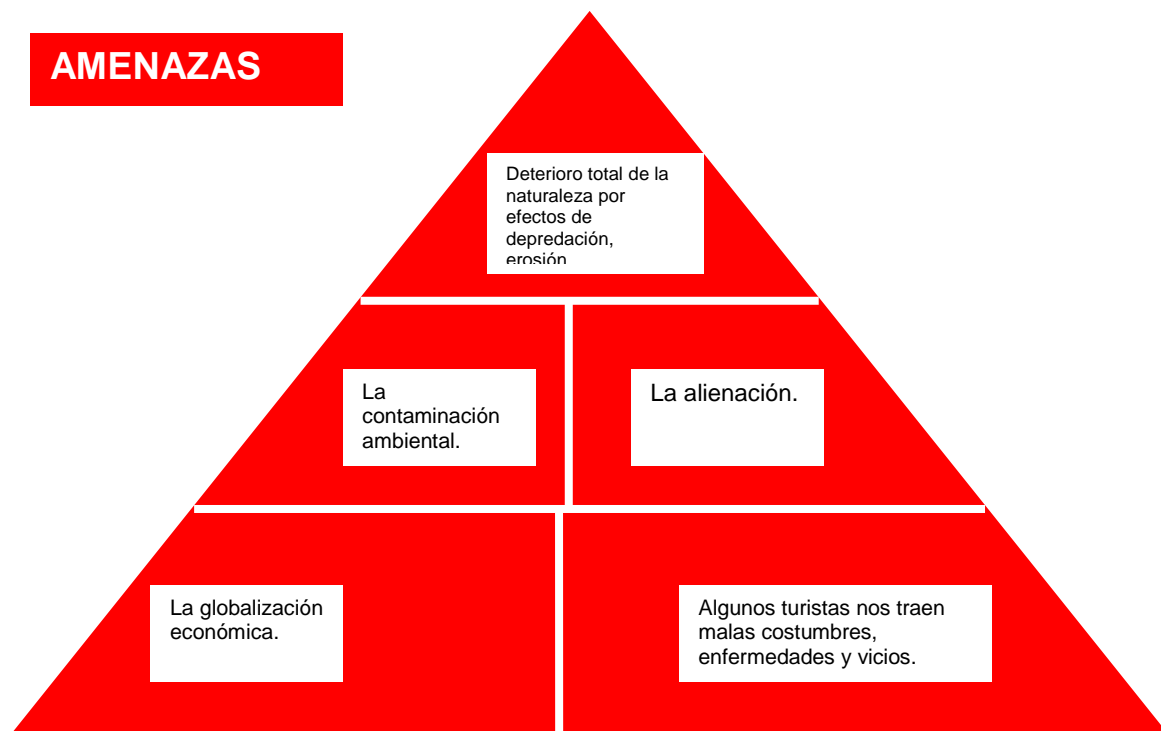 AMENAZAS
Deterioro total de la
naturaleza por
efectos de
depredación,
erosión
La
contaminación
ambiental.
La alienación.
La globalización
económica.
Algunos turistas nos traen
malas costumbres,
enfermedades y vicios.